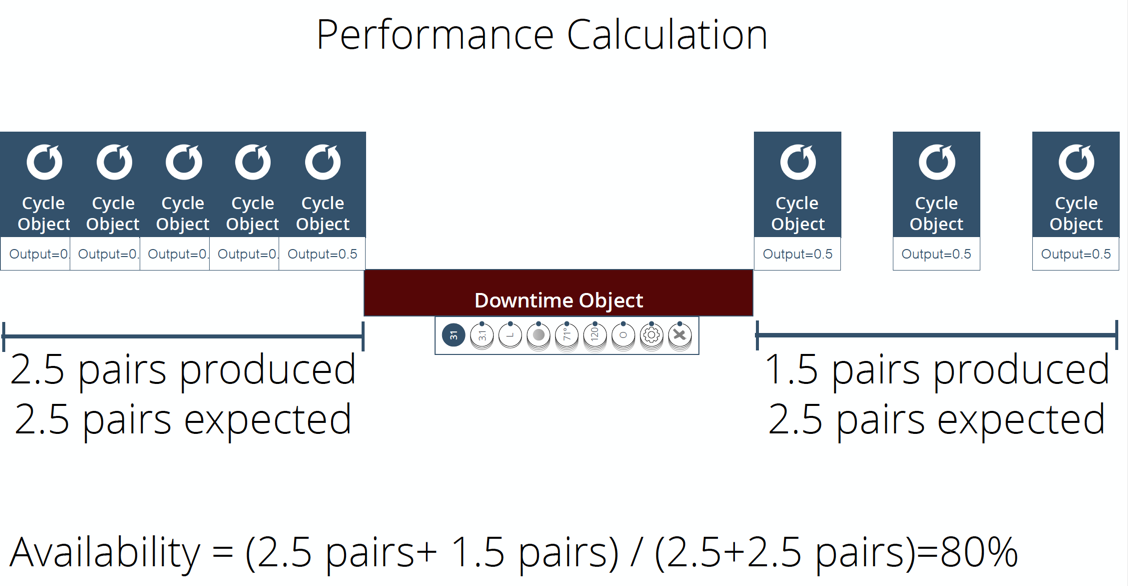 Performance Calculation
Cycle Object
Output=0
Cycle Object
Output=0.
Cycle Object
Output=0.
Cycle Object
Output=0.
Cycle Object
Output=0.5
Cycle Object
Output=0.5
Cycle Object
Output=0.5
Cycle Object
Output=0.5
Downtime Object
31 3.1 L 71° 120 O
2.5 pairs produced
2.5 pairs expected
1.5 pairs produced
2.5 pairs expected
Availability = (2.5 pairs+ 1.5 pairs) / (2.5+2.5 pairs)=80%